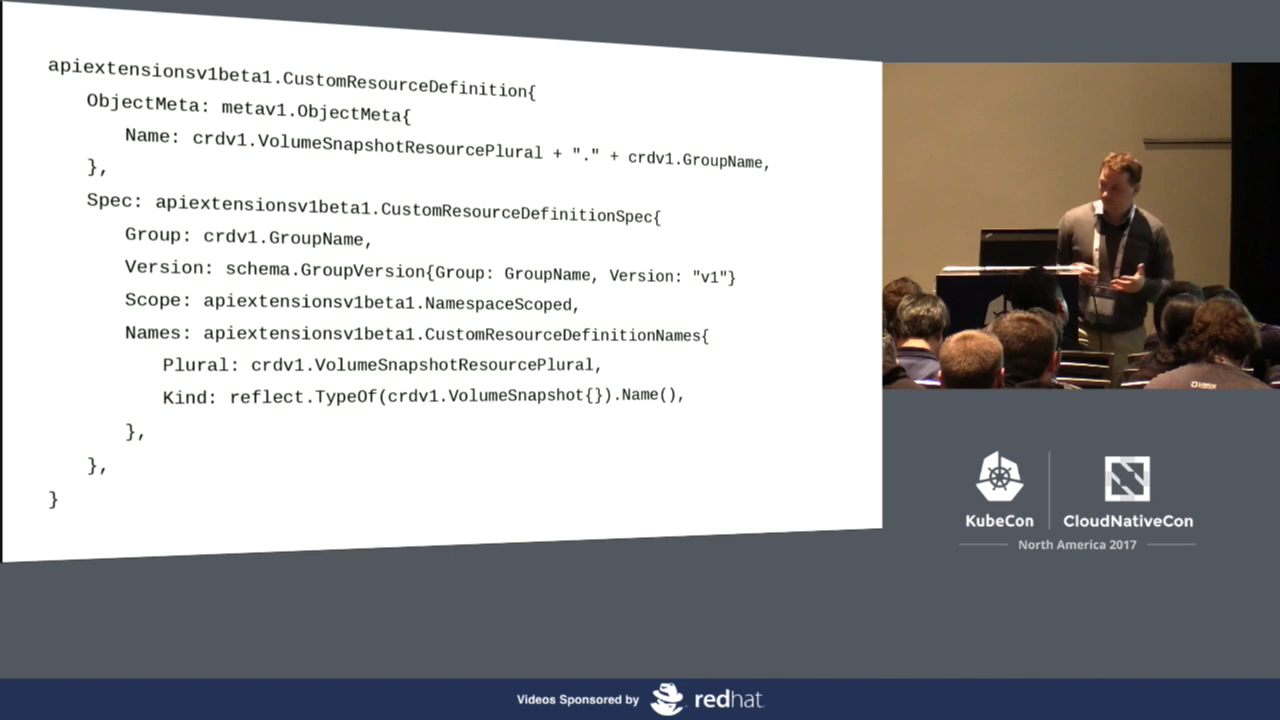 apiextensionsv1beta1.CustomResourceDefinition{
ObjectMeta: metav1.ObjectMeta{
Name: crdv1.VolumeSnapshotResourcePlural + "." + crdv1.GroupName,
},
Spec: apiextensionsv1beta1.CustomResourceDefinitionSpec{
Group: crdv1.GroupName,
Version: schema.GroupVersion{Group: GroupName, Version: "v1"}
Scope: apiextensionsv1beta1.NamespaceScoped,
Names: apiextensionsv1beta1.CustomResourceDefinitionNames{
Plural: crdv1.VolumeSnapshotResourcePlural,
Kind: reflect.TypeOf(crdv1.VolumeSnapshot{}).Name(),
},
},
}
KubeCon
CloudNativeCon
North America 2017
Videos Sponsored by redhat.